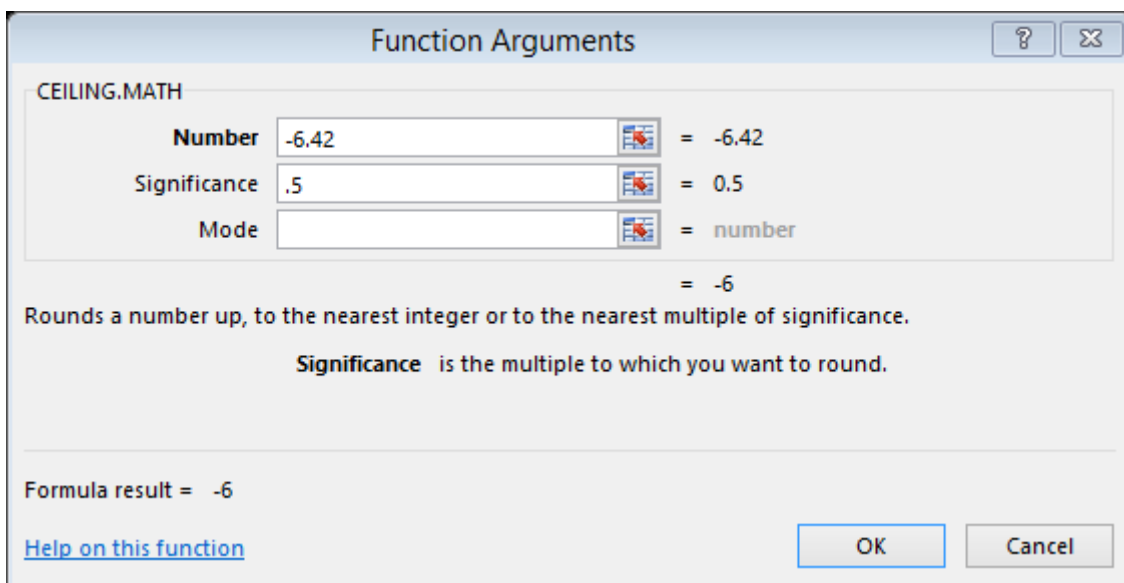 Function Arguments
CEILING.MATH
Number -6.42 = -6.42
Significance .5 = 0.5
Mode = number
= -6
Rounds a number up, to the nearest integer or to the nearest multiple of significance.
Significance is the multiple to which you want to round.
Formula result = -6
Help on this function OK Cancel